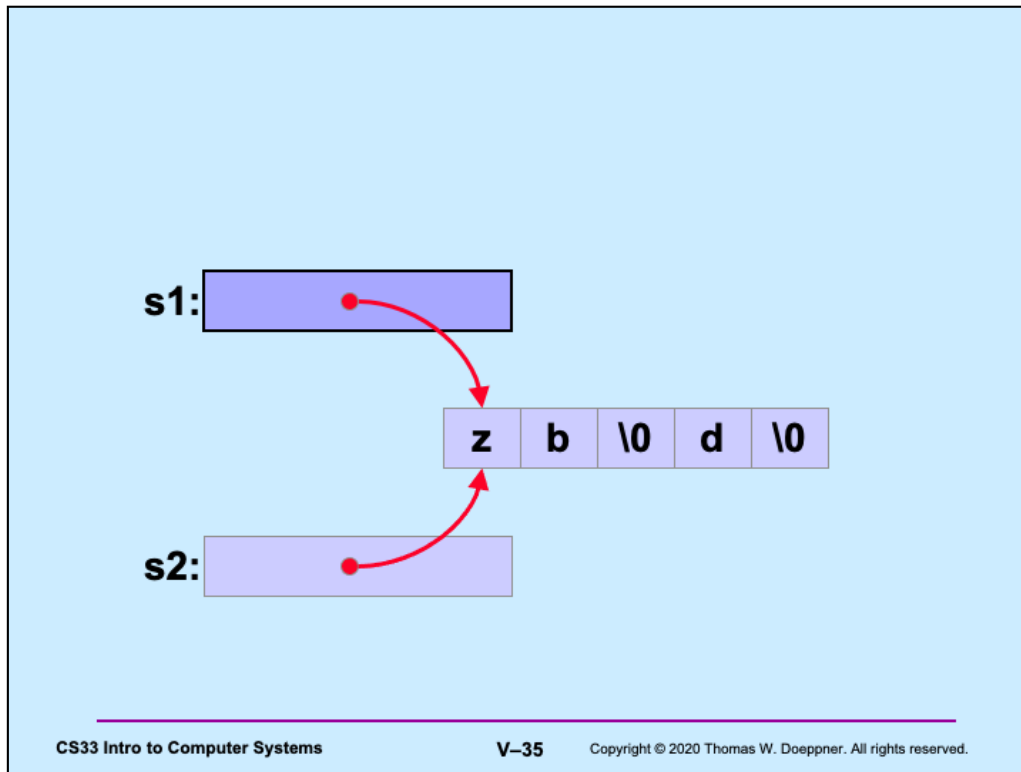 s1:
z b \0 d \0
s2:
CS33 Intro to Computer Systems V–35 Copyright © 2020 Thomas W. Doeppner. All rights reserved.